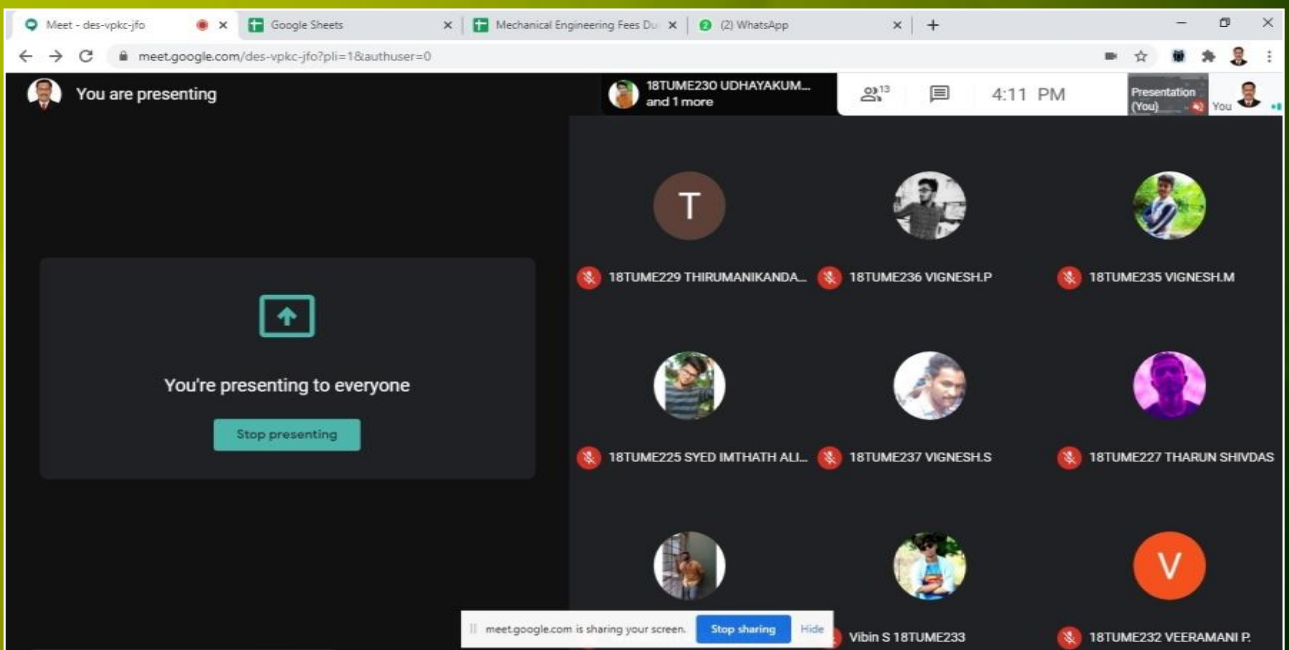 Meet - des-vpkc-jfo
Google Sheets
Mechanical Engineering Fees Du
(2) WhatsApp
meet.google.com/des-vpkc-jfo?pli=1&authuser=0
You are presenting
18TUME230 UDHAYAKUM...
and 1 more
13
4:11 PM
Presentation
(You)
You
T
18TUME229 THIRUMANIKANDA...
18TUME236 VIGNESH.P
18TUME235 VIGNESH.M
You're presenting to everyone
Stop presenting
18TUME225 SYED IMTHATH ALI...
18TUME237 VIGNESH.S
18TUME227 THARUN SHIVDAS
V
meet.google.com is sharing your screen.
Stop sharing
Hide
Vibin S 18TUME233
18TUME232 VEERAMANI P.